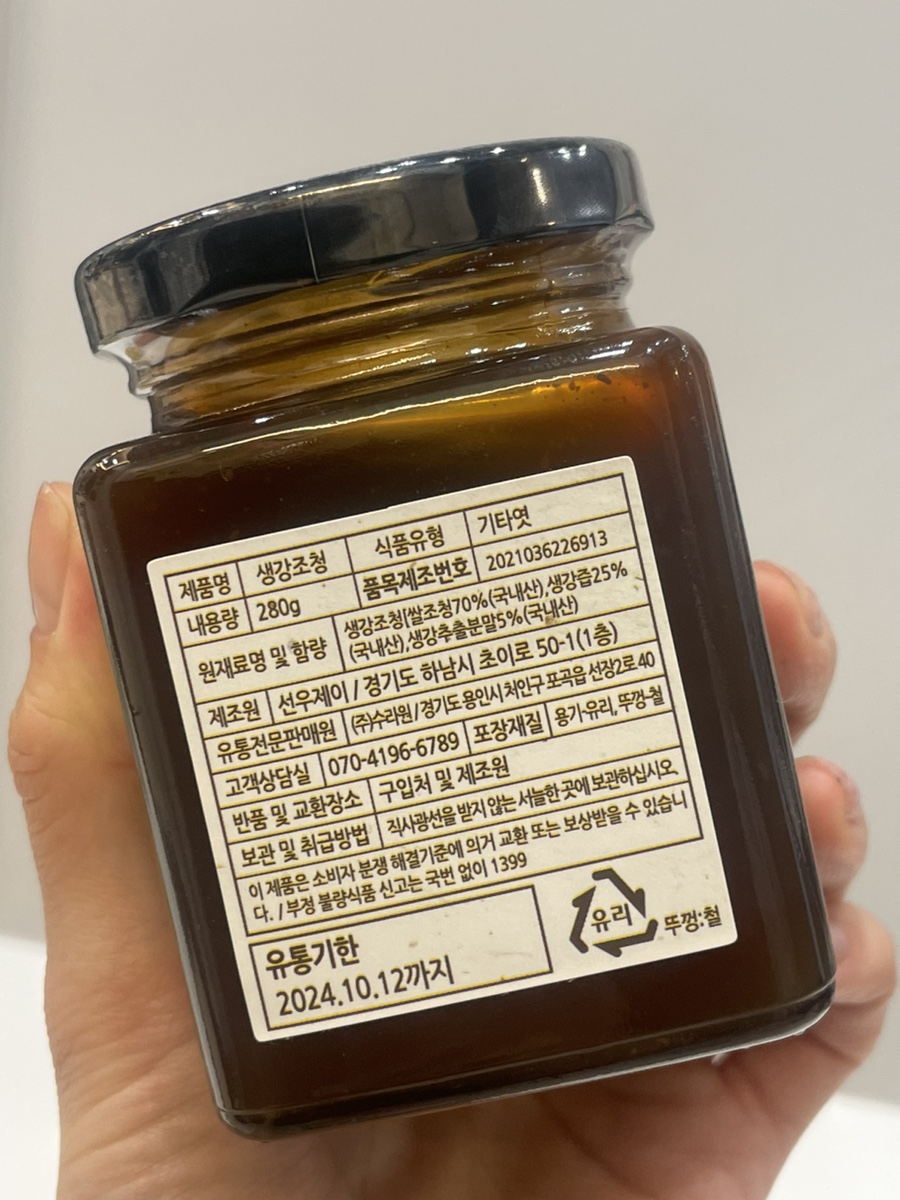 제품명 생강조청 식품유형 기타엿
내용량 280g 품목제조번호 2021036226913
원재료명 및 함량 생강조청(쌀조청70%(국내산),생강즙25%
(국내산),생강추출분말5%(국내산)
제조원 선우제이 / 경기도 하남시 초이로 50-1(1층)
유통전문판매원 (주)수라원 / 경기도 용인시 처인구 포곡읍 선장2로 40
고객상담실 070-4196-6789 포장재질 용기-유리, 뚜껑-철
반품 및 교환장소 구입처 및 제조원
보관 및 취급방법 직사광선을 받지 않는 서늘한 곳에 보관하십시오.
이 제품은 소비자 분쟁 해결기준에 의거 교환 또는 보상받을 수 있습니
다. / 부정 불량식품 신고는 국번 없이 1399
유통기한
2024.10.12까지
유리
뚜껑:철